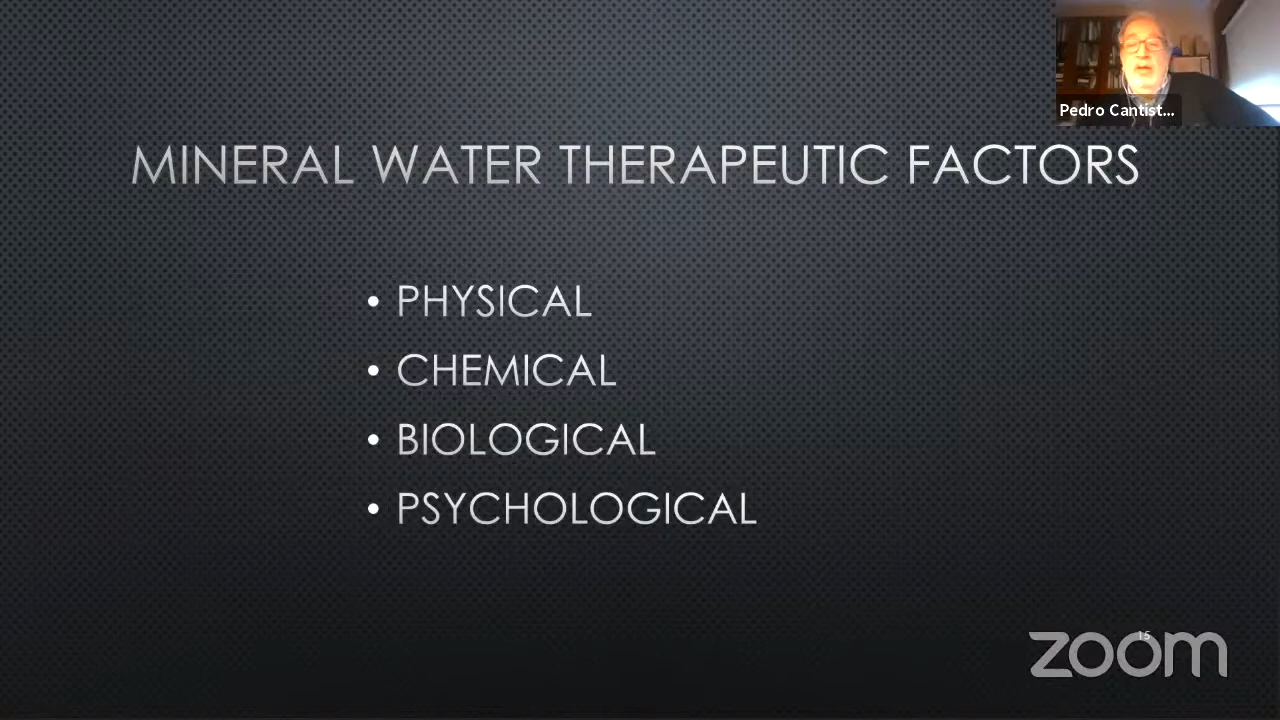 Pedro Cantist...
MINERAL WATER THERAPEUTIC FACTORS
• PHYSICAL
• CHEMICAL
• BIOLOGICAL
• PSYCHOLOGICAL
15
zoom